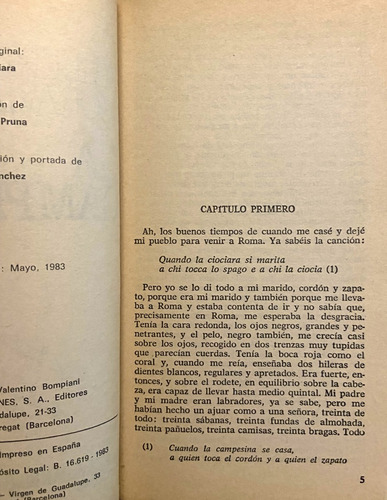 ginal:
iara
ón de
Pruna
ión y portada de
nchez
: Mayo, 1983
Valentino Bompiani
NES, S. A., Editores
dalupe, 21-33
regat (Barcelona)
Impreso en España
pósito Legal: B. 16.619 - 1983
— Virgen de Guadalupe, 33
(Barcelona)
CAPITULO PRIMERO
Ah, los buenos tiempos de cuando me casé y dejé
mi pueblo para venir a Roma. Ya sabéis la canción:
Quando la ciociara si marita
a chi tocca lo spago e a chi la ciocia (1)
Pero yo se lo di todo a mi marido, cordón y zapa-
to, porque era mi marido y también porque me lleva-
ba a Roma y estaba contenta de ir y no sabía que,
precisamente en Roma, me esperaba la desgracia.
Tenía la cara redonda, los ojos negros, grandes y pe-
netrantes, y el pelo, negro también, me crecía casi
sobre los ojos, recogido en dos trenzas muy tupidas
que parecían cuerdas. Tenía la boca roja como el
coral y, cuando me reía, enseñaba dos hileras de
dientes blancos, regulares y apretados. Era fuerte, en-
tonces, y sobre el rodete, en equilibrio sobre la cabe-
za, era capaz de llevar hasta medio quintal. Mi padre
y mi madre eran labradores, ya se sabe, pero me
habían hecho un ajuar como a una señora, treinta de
todo: treinta sábanas, treinta fundas de almohada,
treinta pañuelos, treinta camisas, treinta bragas. Todo
(1) Cuando la campesina se casa,
a quien toca el cordón y a quien el zapato
5